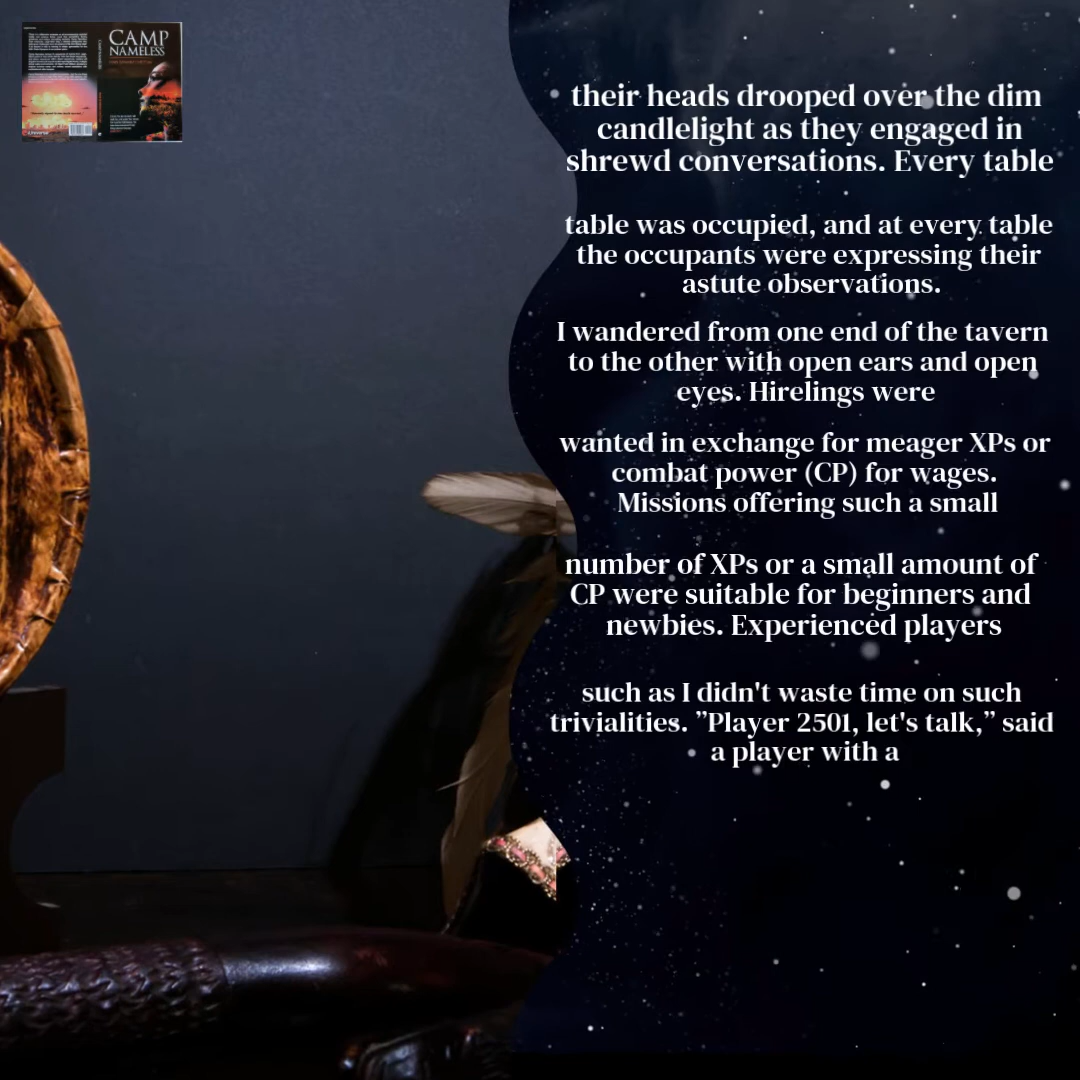 CAMP
NAMELESS
their heads drooped over the dim
candlelight as they engaged in
shrewd conversations. Every table
table was occupied, and at every table
the occupants were expressing their
astute observations.
I wandered from one end of the tavern
to the other with open ears and open
eyes. Hirelings were
wanted in exchange for meager XPs or
combat power (CP) for wages.
Missions offering such a small
number of XPs or a small amount of
CP were suitable for beginners and
newbies. Experienced players
such as I didn't waste time on such
trivialities. ”Player 2501, let's talk,” said
a player with a